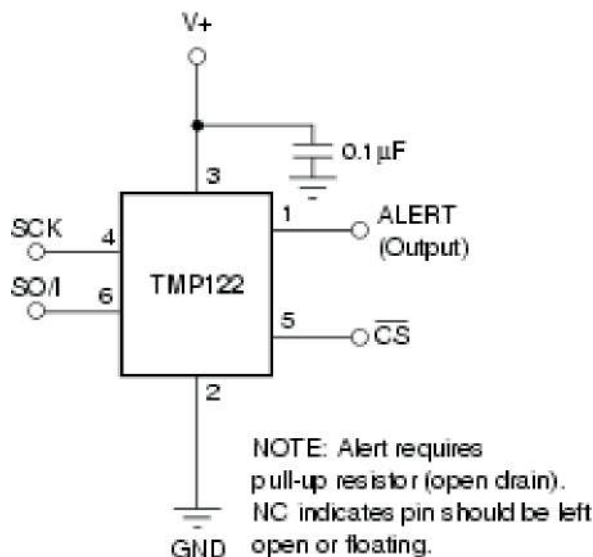 V+
0.1µF
3
1
ALERT
(Output)
SCK
4
SO/I
6
TMP122
5
CS
2
NOTE: Alert requires
pull-up resistor (open drain).
NC indicates pin should be left
open or floating.
GND